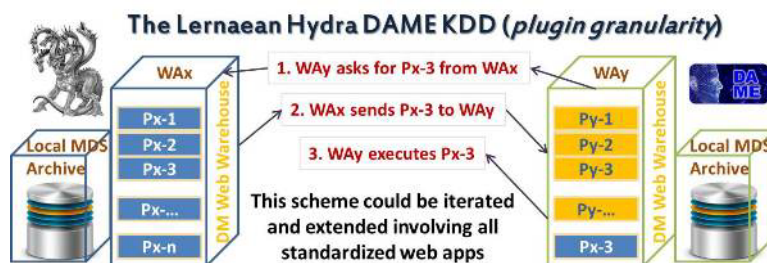 The Lernaean Hydra DAME KDD (plugin granularity)
WAx
1. WAy asks for Px-3 from WAx
WAy
DA
ME
Px-1
Px-2
Px-3
Px-...
Px-n
DM Web Warehouse
2. WAx sends Px-3 to WAy
3. WAy executes Px-3
Py-1
Py-2
Py-3
Py-...
Px-3
DM Web Warehouse
Local MDS
Archive
Local MDS
Archive
This scheme could be iterated
and extended involving all
standardized web apps